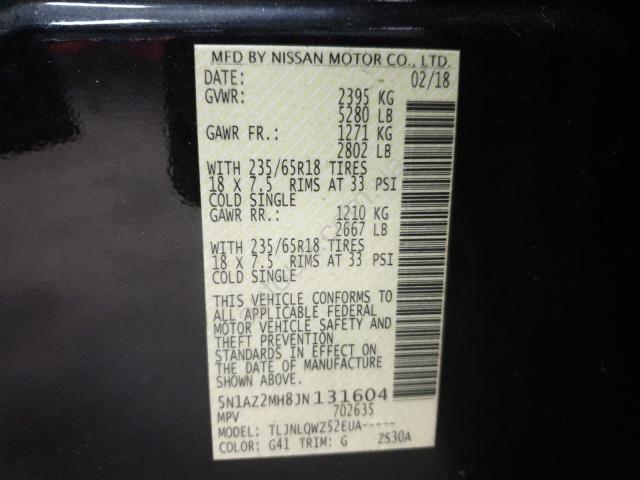 MFD BY NISSAN MOTOR CO., LTD.
DATE: 02/18
GVWR: 2395 KG
5280 LB
GAWR FR.: 1271 KG
2802 LB
WITH 235/65R18 TIRES
18 X 7.5 RIMS AT 33 PSI
COLD SINGLE
GAWR RR.: 1210 KG
2667 LB
WITH 235/65R18 TIRES
18 X 7.5 RIMS AT 33 PSI
COLD SINGLE
THIS VEHICLE CONFORMS TO
ALL APPLICABLE FEDERAL
MOTOR VEHICLE SAFETY AND
THEFT PREVENTION
STANDARDS IN EFFECT ON
THE DATE OF MANUFACTURE
SHOWN ABOVE.
5N1AZ2MH8JN131604
MPV 70263S
MODEL: TLJNLQWZ52EUA-----
COLOR: G41 TRIM: G ZS30A